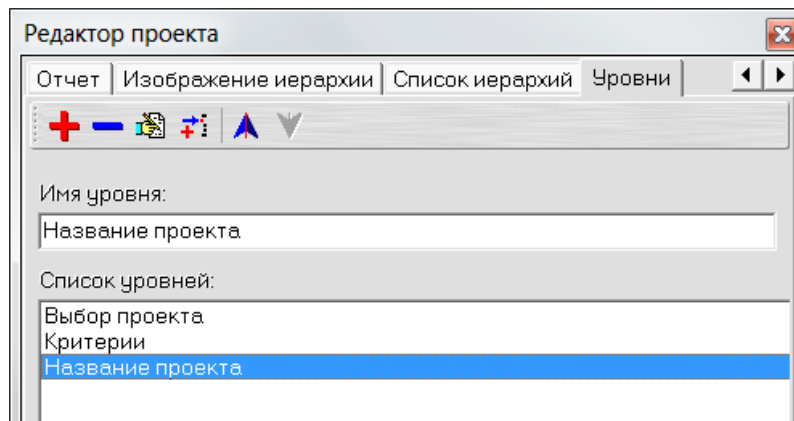 Редактор проекта
Отчет Изображение иерархии Список иерархий Уровни
Имя уровня:
Название проекта
Список уровней:
Выбор проекта
Критерии
Название проекта